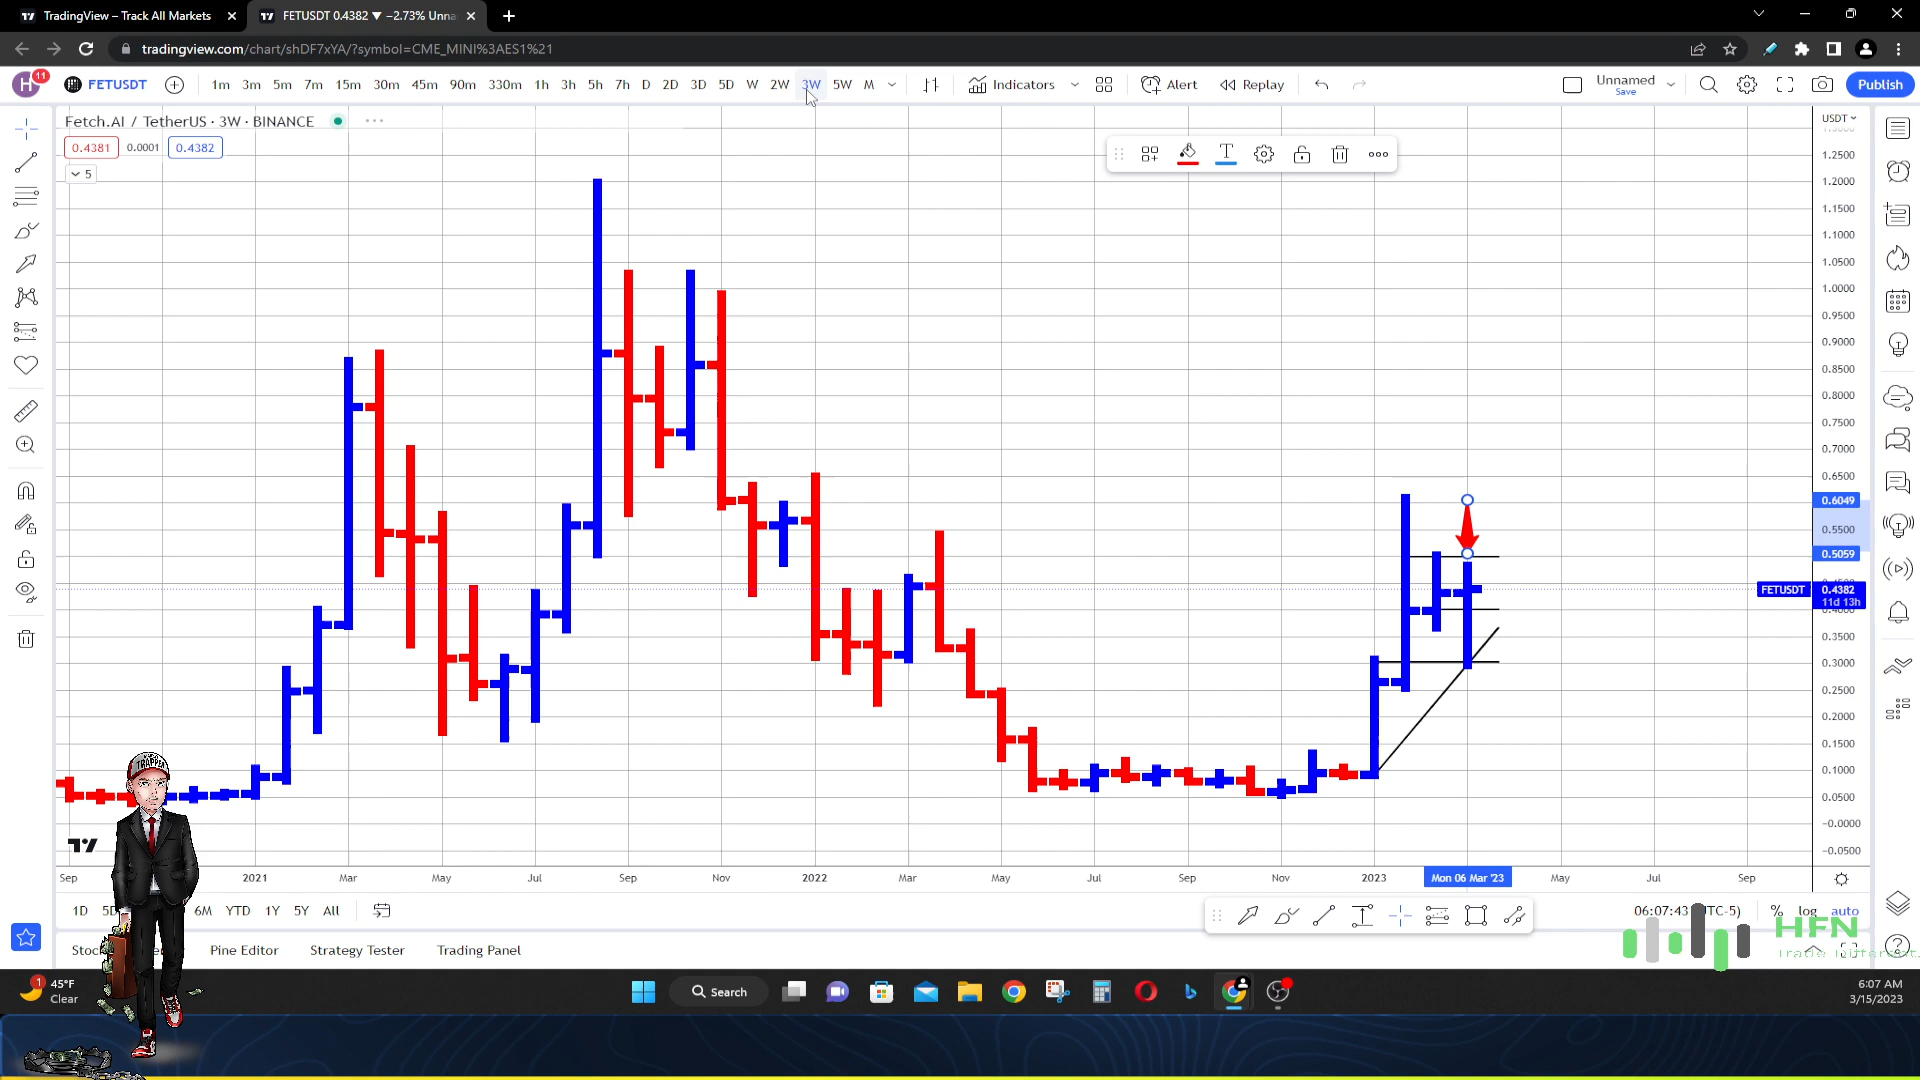 TradingView – Track All Markets
FETUSDT 0.4382 ▼ −2.73% Unna
tradingview.com/chart/shDF7xYA/?symbol=CME_MINI%3AES1%21
H 11 FETUSDT 1m 3m 5m 7m 15m 30m 45m 90m 330m 1h 3h 5h 7h D 2D 3D 5D W 2W 3W 5W M Indicators Alert Replay Unnamed Save Publish
Fetch.AI / TetherUS · 3W · BINANCE
USDT
0.4381 0.0001 0.4382
5
1.2500
1.2000
1.1500
1.1000
1.0500
1.0000
0.9500
0.9000
0.8500
0.8000
0.7500
0.7000
0.6500
0.6049
0.5500
0.5059
FETUSDT 0.4382
11d 13h
0.3500
0.3000
0.2500
0.2000
0.1500
0.1000
0.0500
−0.0000
−0.0500
TRAPPER
Sep 2021 Mar May Jul Sep Nov 2022 Mar May Jul Sep Nov 2023 Mon 06 Mar '23 May Jul Sep
1D 5D 6M YTD 1Y 5Y All
06:07:43 TC-5) % log auto
HFN
Pine Editor Strategy Tester Trading Panel
45°F
Clear
1
Search
6:07 AM
3/15/2023